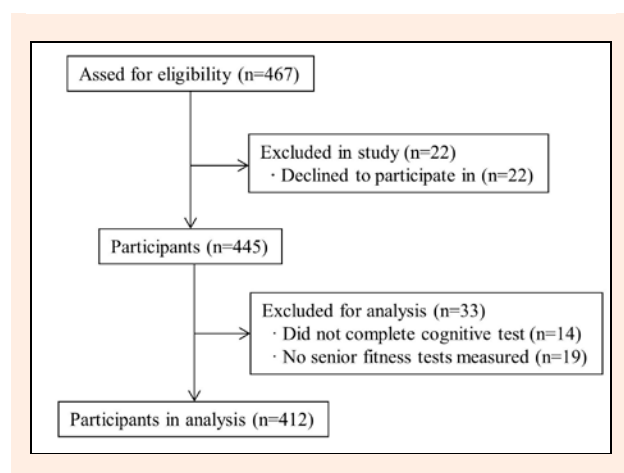 Assed for eligibility (n=467)
Excluded in study (n=22)
· Declined to participate in (n=22)
Participants (n=445)
Excluded for analysis (n=33)
· Did not complete cognitive test (n=14)
· No senior fitness tests measured (n=19)
Participants in analysis (n=412)